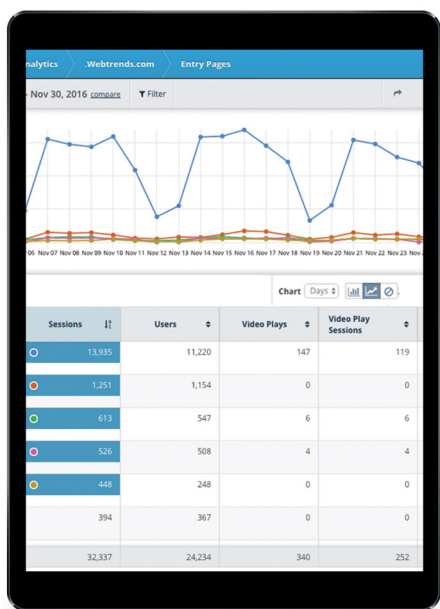 nalytics .Webtrends.com Entry Pages
- Nov 30, 2016 compare Filter
06 Nov 07 Nov 08 Nov 09 Nov 10 Nov 11 Nov 12 Nov 13 Nov 14 Nov 15 Nov 16 Nov 17 Nov 18 Nov 19 Nov 20 Nov 21 Nov 22 Nov 23 Nov
Chart Days
Sessions Users Video Plays Video Play Sessions
13,935 11,220 147 119
1,251 1,154 0 0
613 547 6 6
526 508 4 4
448 248 0 0
394 367 0 0
32,337 24,234 340 252